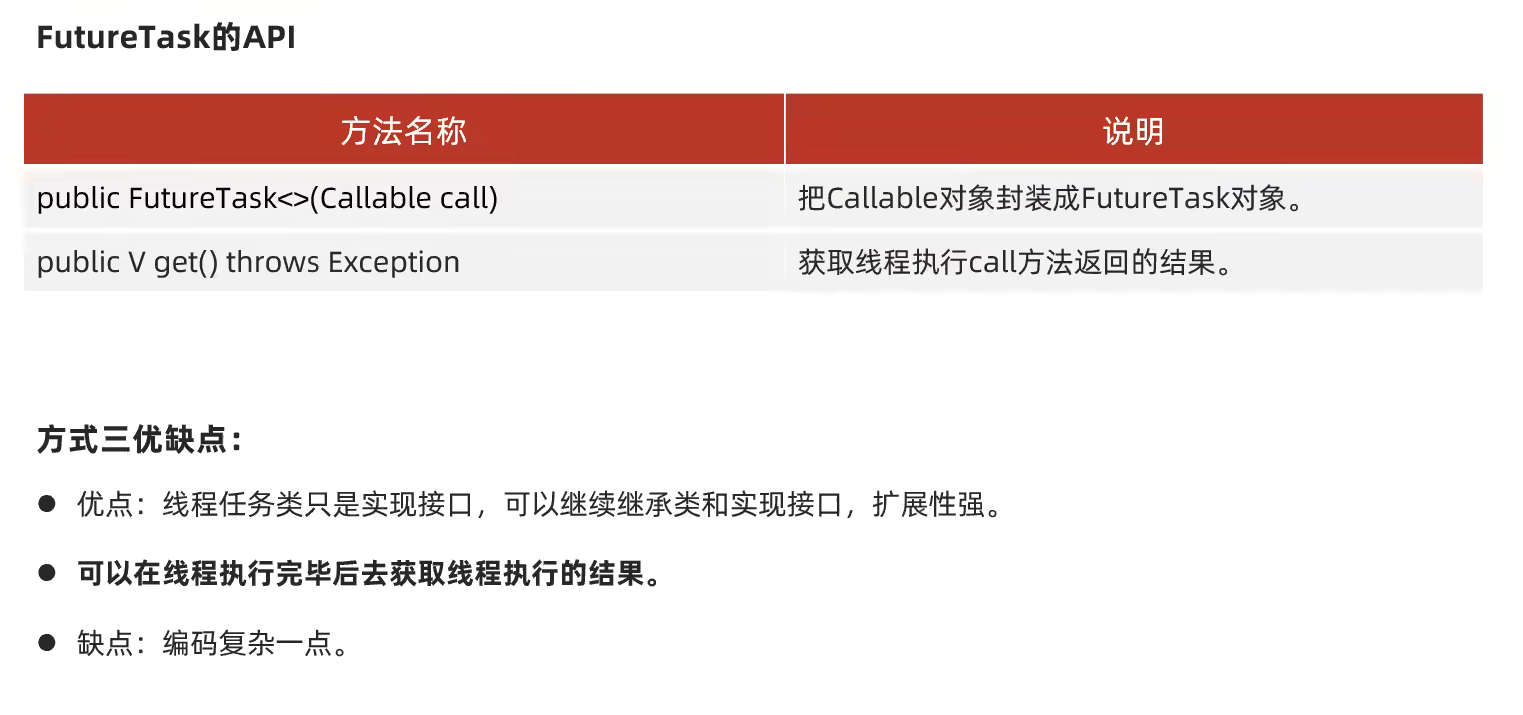 FutureTask的API
方法名称 说明
public FutureTask<>(Callable call) 把Callable对象封装成FutureTask对象。
public V get() throws Exception 获取线程执行call方法返回的结果。
方式三优缺点：
● 优点：线程任务类只是实现接口，可以继续继承类和实现接口，扩展性强。
● 可以在线程执行完毕后去获取线程执行的结果。
● 缺点：编码复杂一点。